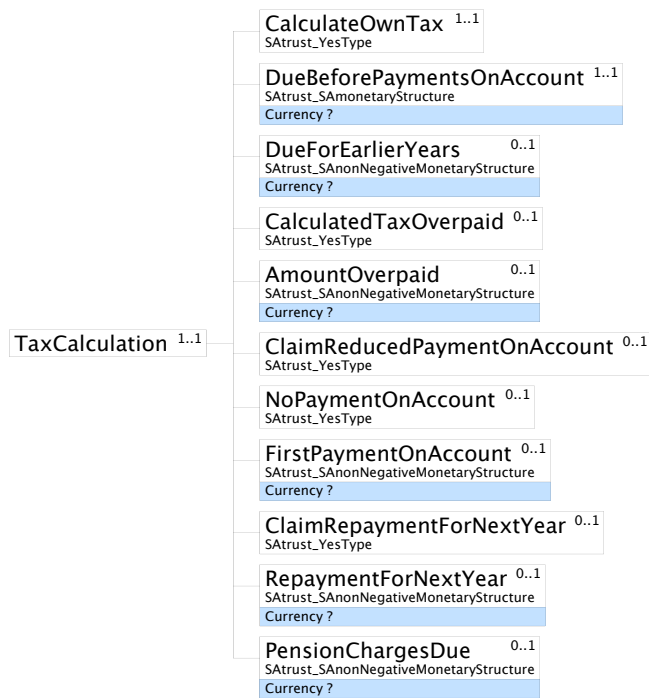 CalculateOwnTax 1..1
SAtrust_YesType
DueBeforePaymentsOnAccount 1..1
SAtrust_SAmonetaryStructure
Currency ?
DueForEarlierYears 0..1
SAtrust_SAnonNegativeMonetaryStructure
Currency ?
CalculatedTaxOverpaid 0..1
SAtrust_YesType
AmountOverpaid 0..1
SAtrust_SAnonNegativeMonetaryStructure
Currency ?
TaxCalculation 1..1
ClaimReducedPaymentOnAccount 0..1
SAtrust_YesType
NoPaymentOnAccount 0..1
SAtrust_YesType
FirstPaymentOnAccount 0..1
SAtrust_SAnonNegativeMonetaryStructure
Currency ?
ClaimRepaymentForNextYear 0..1
SAtrust_YesType
RepaymentForNextYear 0..1
SAtrust_SAnonNegativeMonetaryStructure
Currency ?
PensionChargesDue 0..1
SAtrust_SAnonNegativeMonetaryStructure
Currency ?